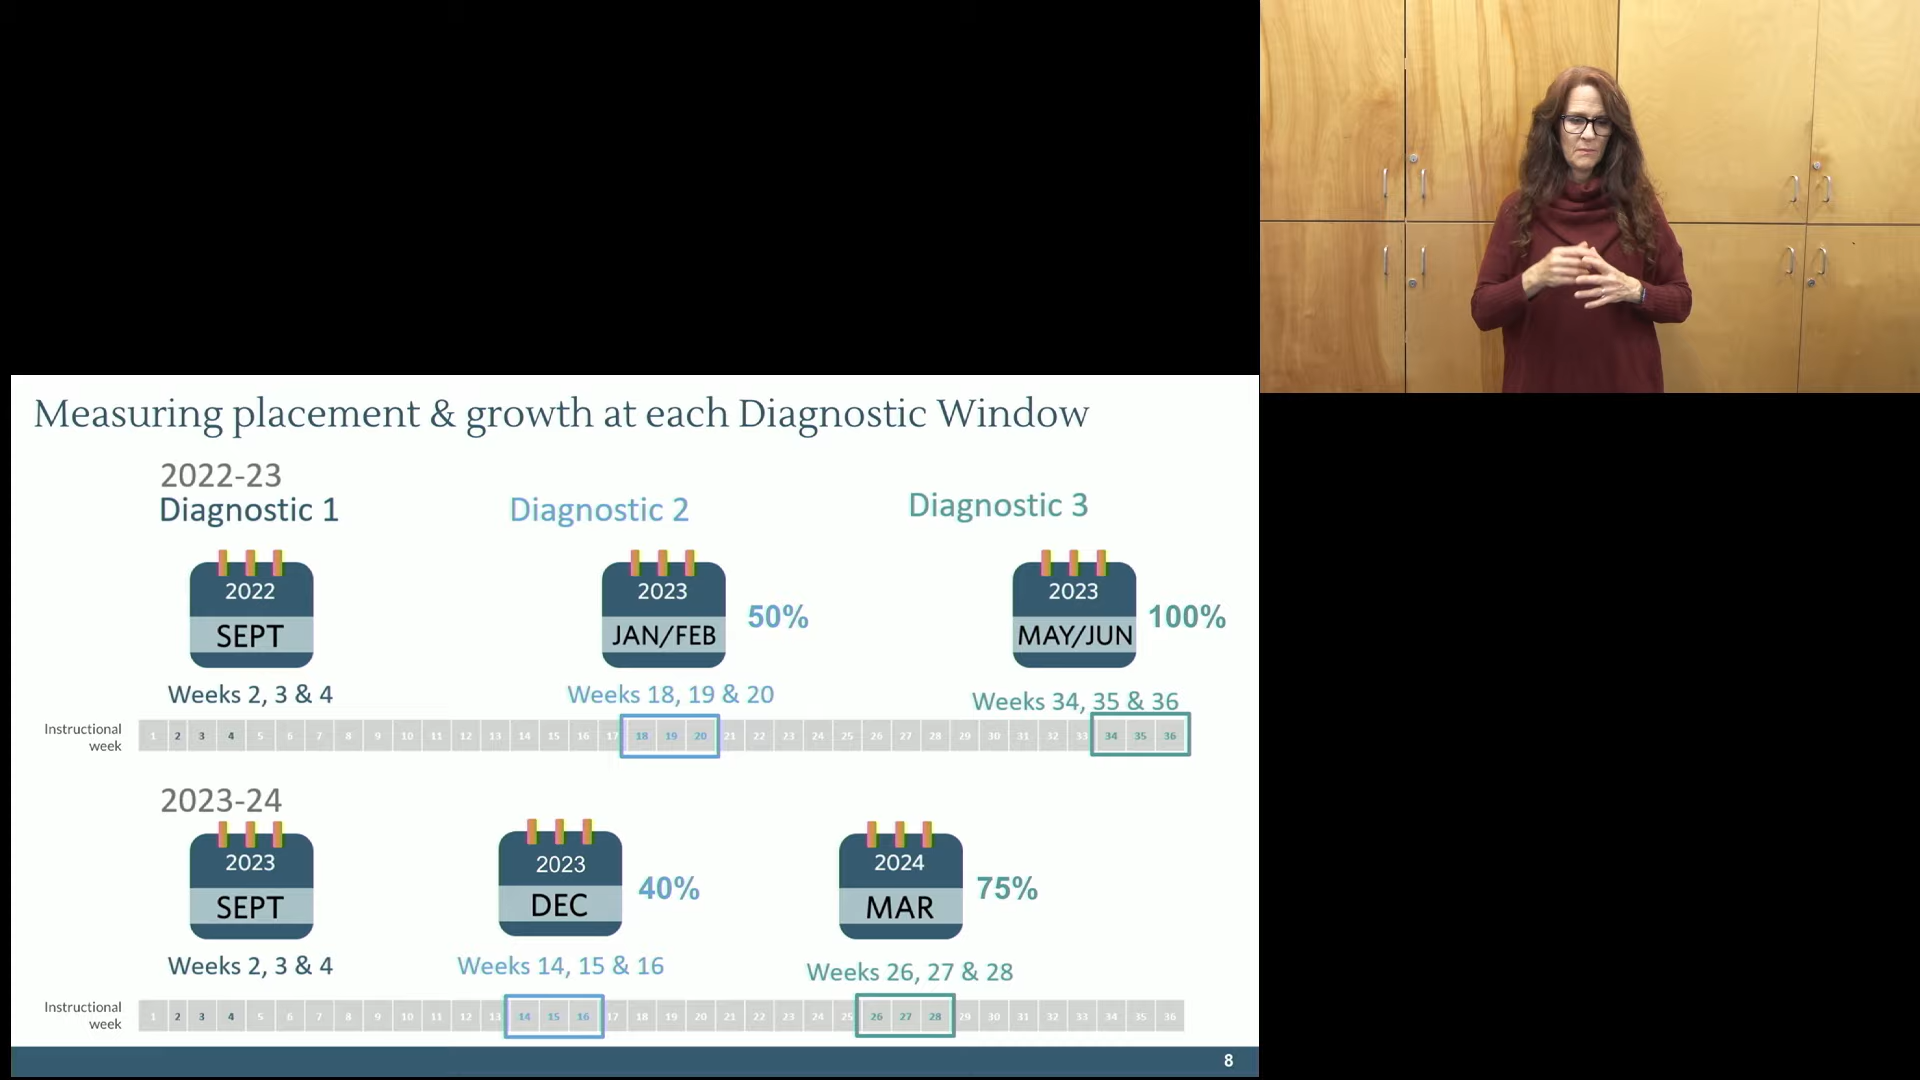 Measuring placement & growth at each Diagnostic Window
2022-23
Diagnostic 1
Diagnostic 2
Diagnostic 3
2022
SEPT
2023
JAN/FEB
50%
2023
MAY/JUN
100%
Weeks 2, 3 & 4
Weeks 18, 19 & 20
Weeks 34, 35 & 36
Instructional
week
1 2 3 4 5 6 7 8 9 10 11 12 13 14 15 16 17 18 19 20 21 22 23 24 25 26 27 28 29 30 31 32 33 34 35 36
2023-24
2023
SEPT
2023
DEC
40%
2024
MAR
75%
Weeks 2, 3 & 4
Weeks 14, 15 & 16
Weeks 26, 27 & 28
Instructional
week
1 2 3 4 5 6 7 8 9 10 11 12 13 14 15 16 17 18 19 20 21 22 23 24 25 26 27 28 29 30 31 32 33 34 35 36
8